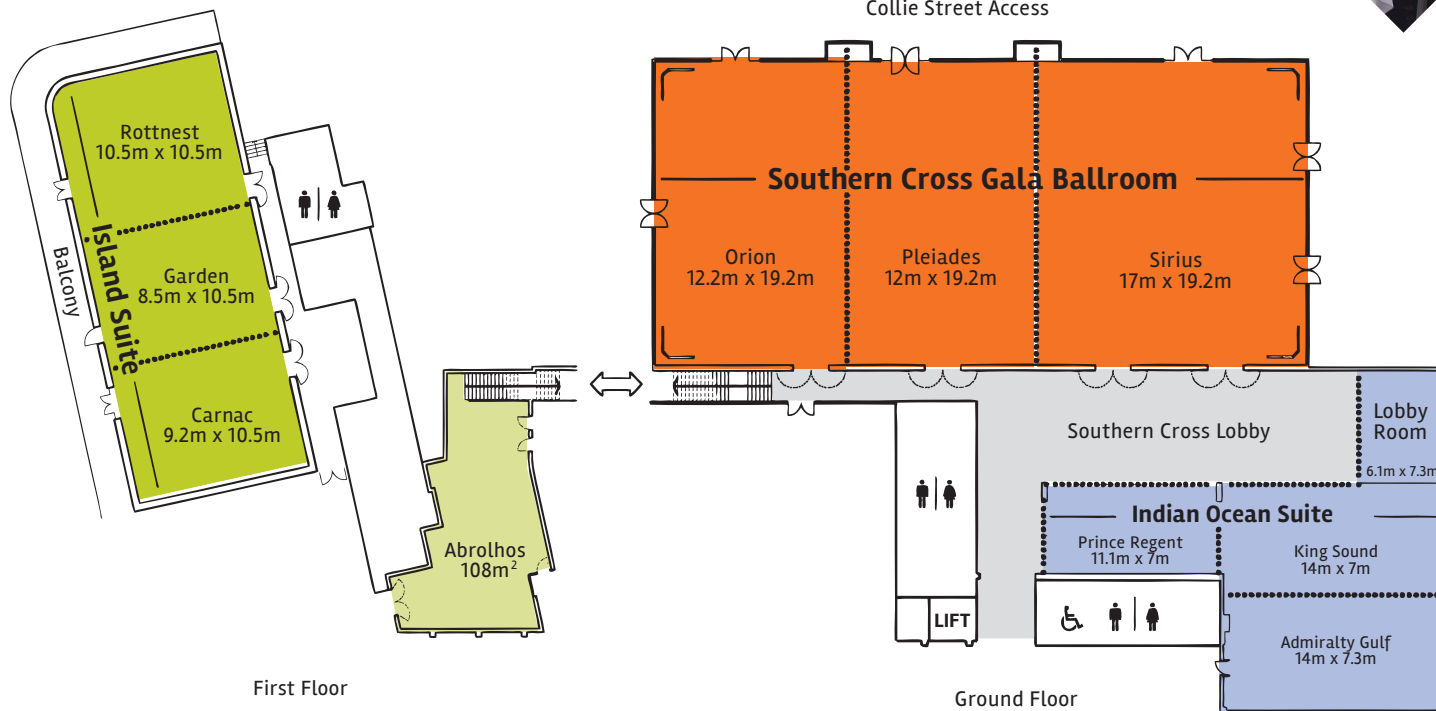 Collie Street Access
Rottnest
10.5m x 10.5m
Garden
8.5m x 10.5m
Carnac
9.2m x 10.5m
Island Suite
Balcony
Abrolhos
108m²
First Floor
Southern Cross Gala Ballroom
Orion
12.2m x 19.2m
Pleiades
12m x 19.2m
Sirius
17m x 19.2m
Southern Cross Lobby
Lobby
Room
6.1m x 7.3m
Indian Ocean Suite
Prince Regent
11.1m x 7m
King Sound
14m x 7m
Admiralty Gulf
14m x 7.3m
LIFT
Ground Floor